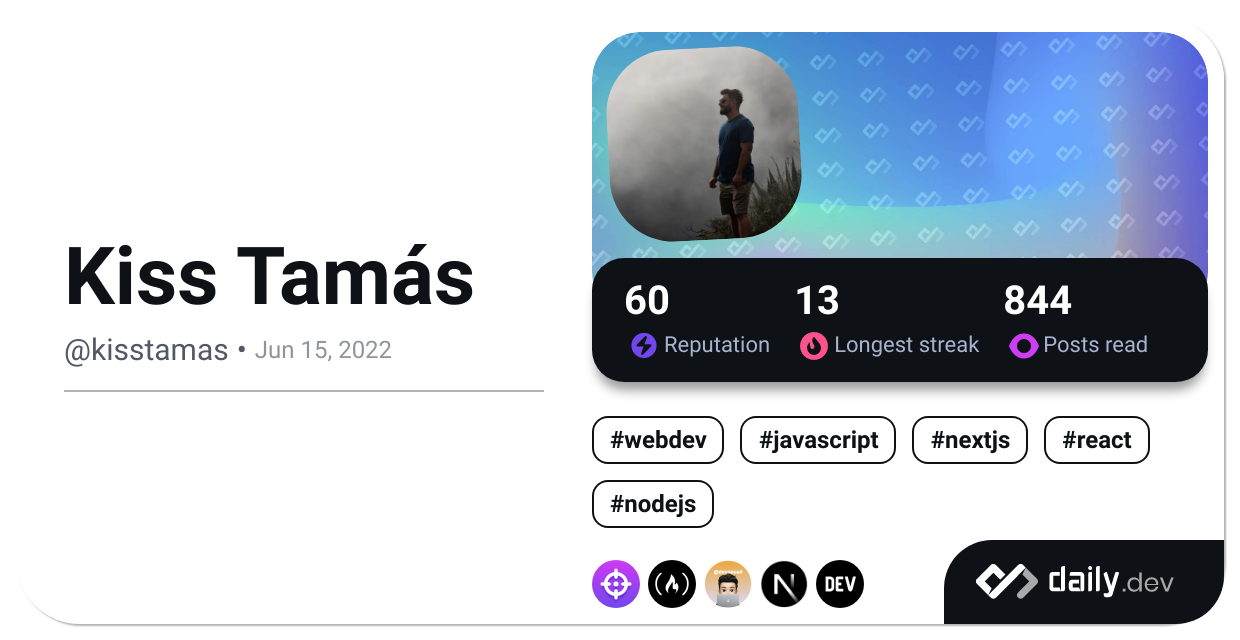 Kiss Tamás
@kisstamas • Jun 15, 2022
60 13 844
Reputation Longest streak Posts read
#webdev #javascript #nextjs #react
#nodejs
N DEV
daily.dev